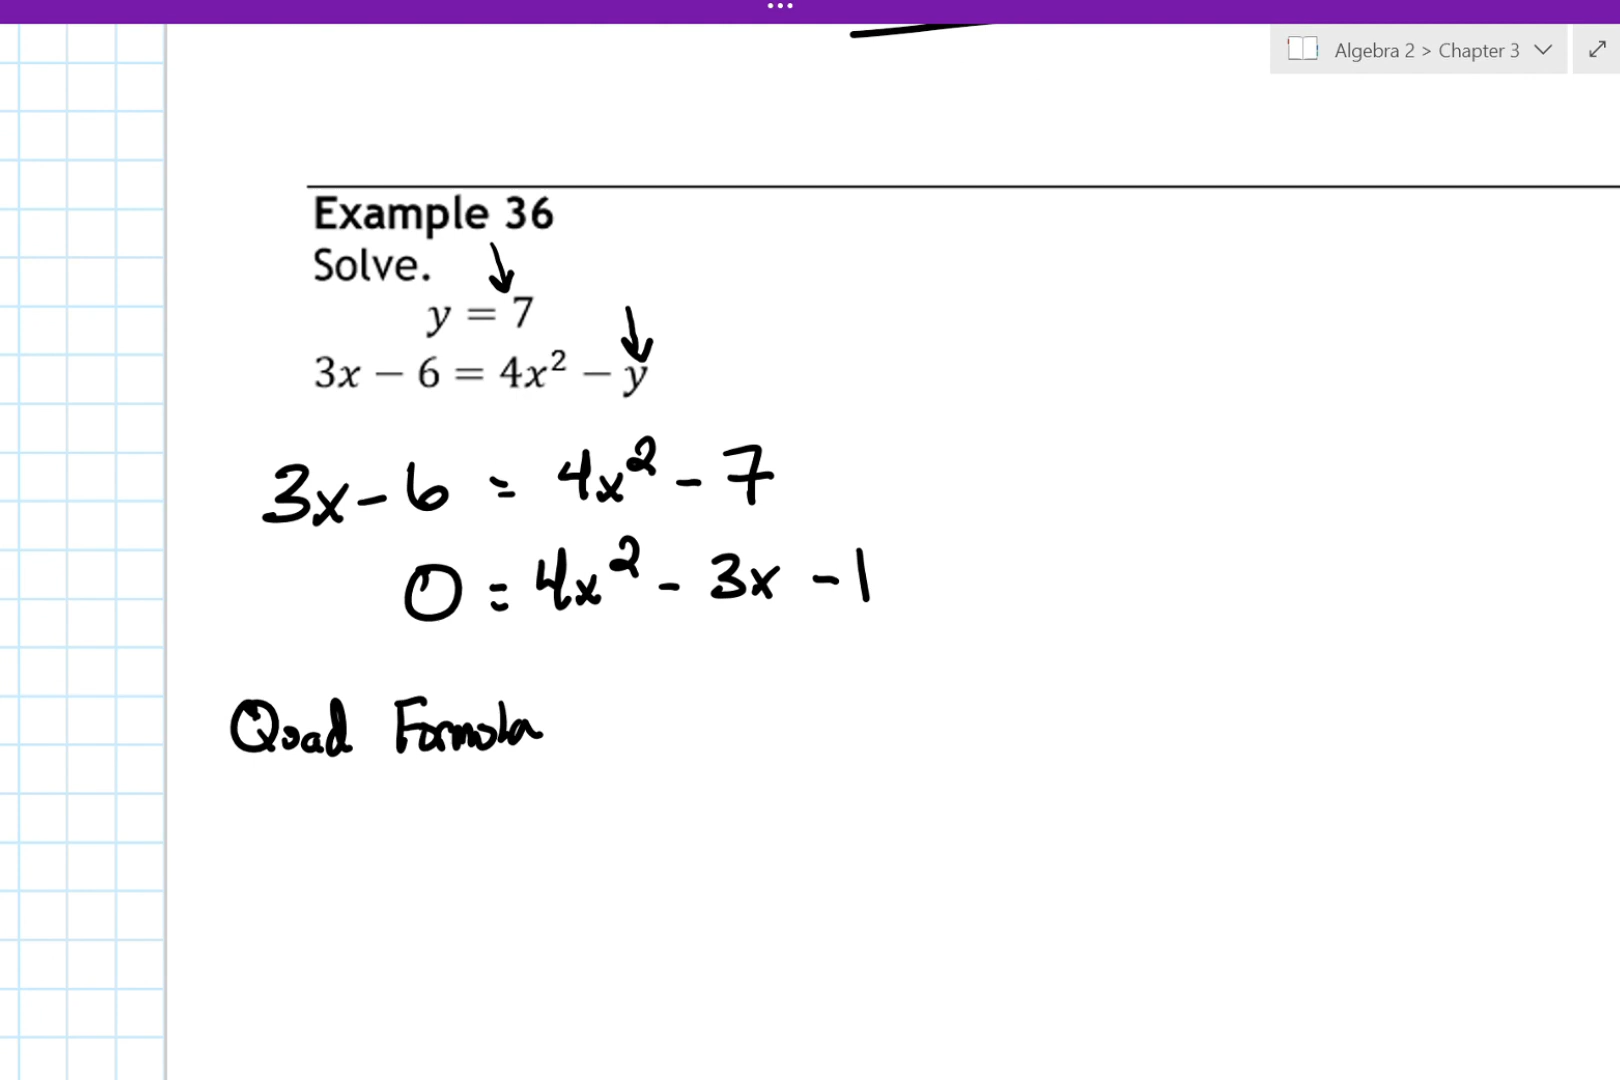 Algebra 2 > Chapter 3
Example 36
Solve.
y = 7
3x − 6 = 4x² − y
3x - 6 = 4x² - 7
0 = 4x² - 3x - 1
Quad Formula